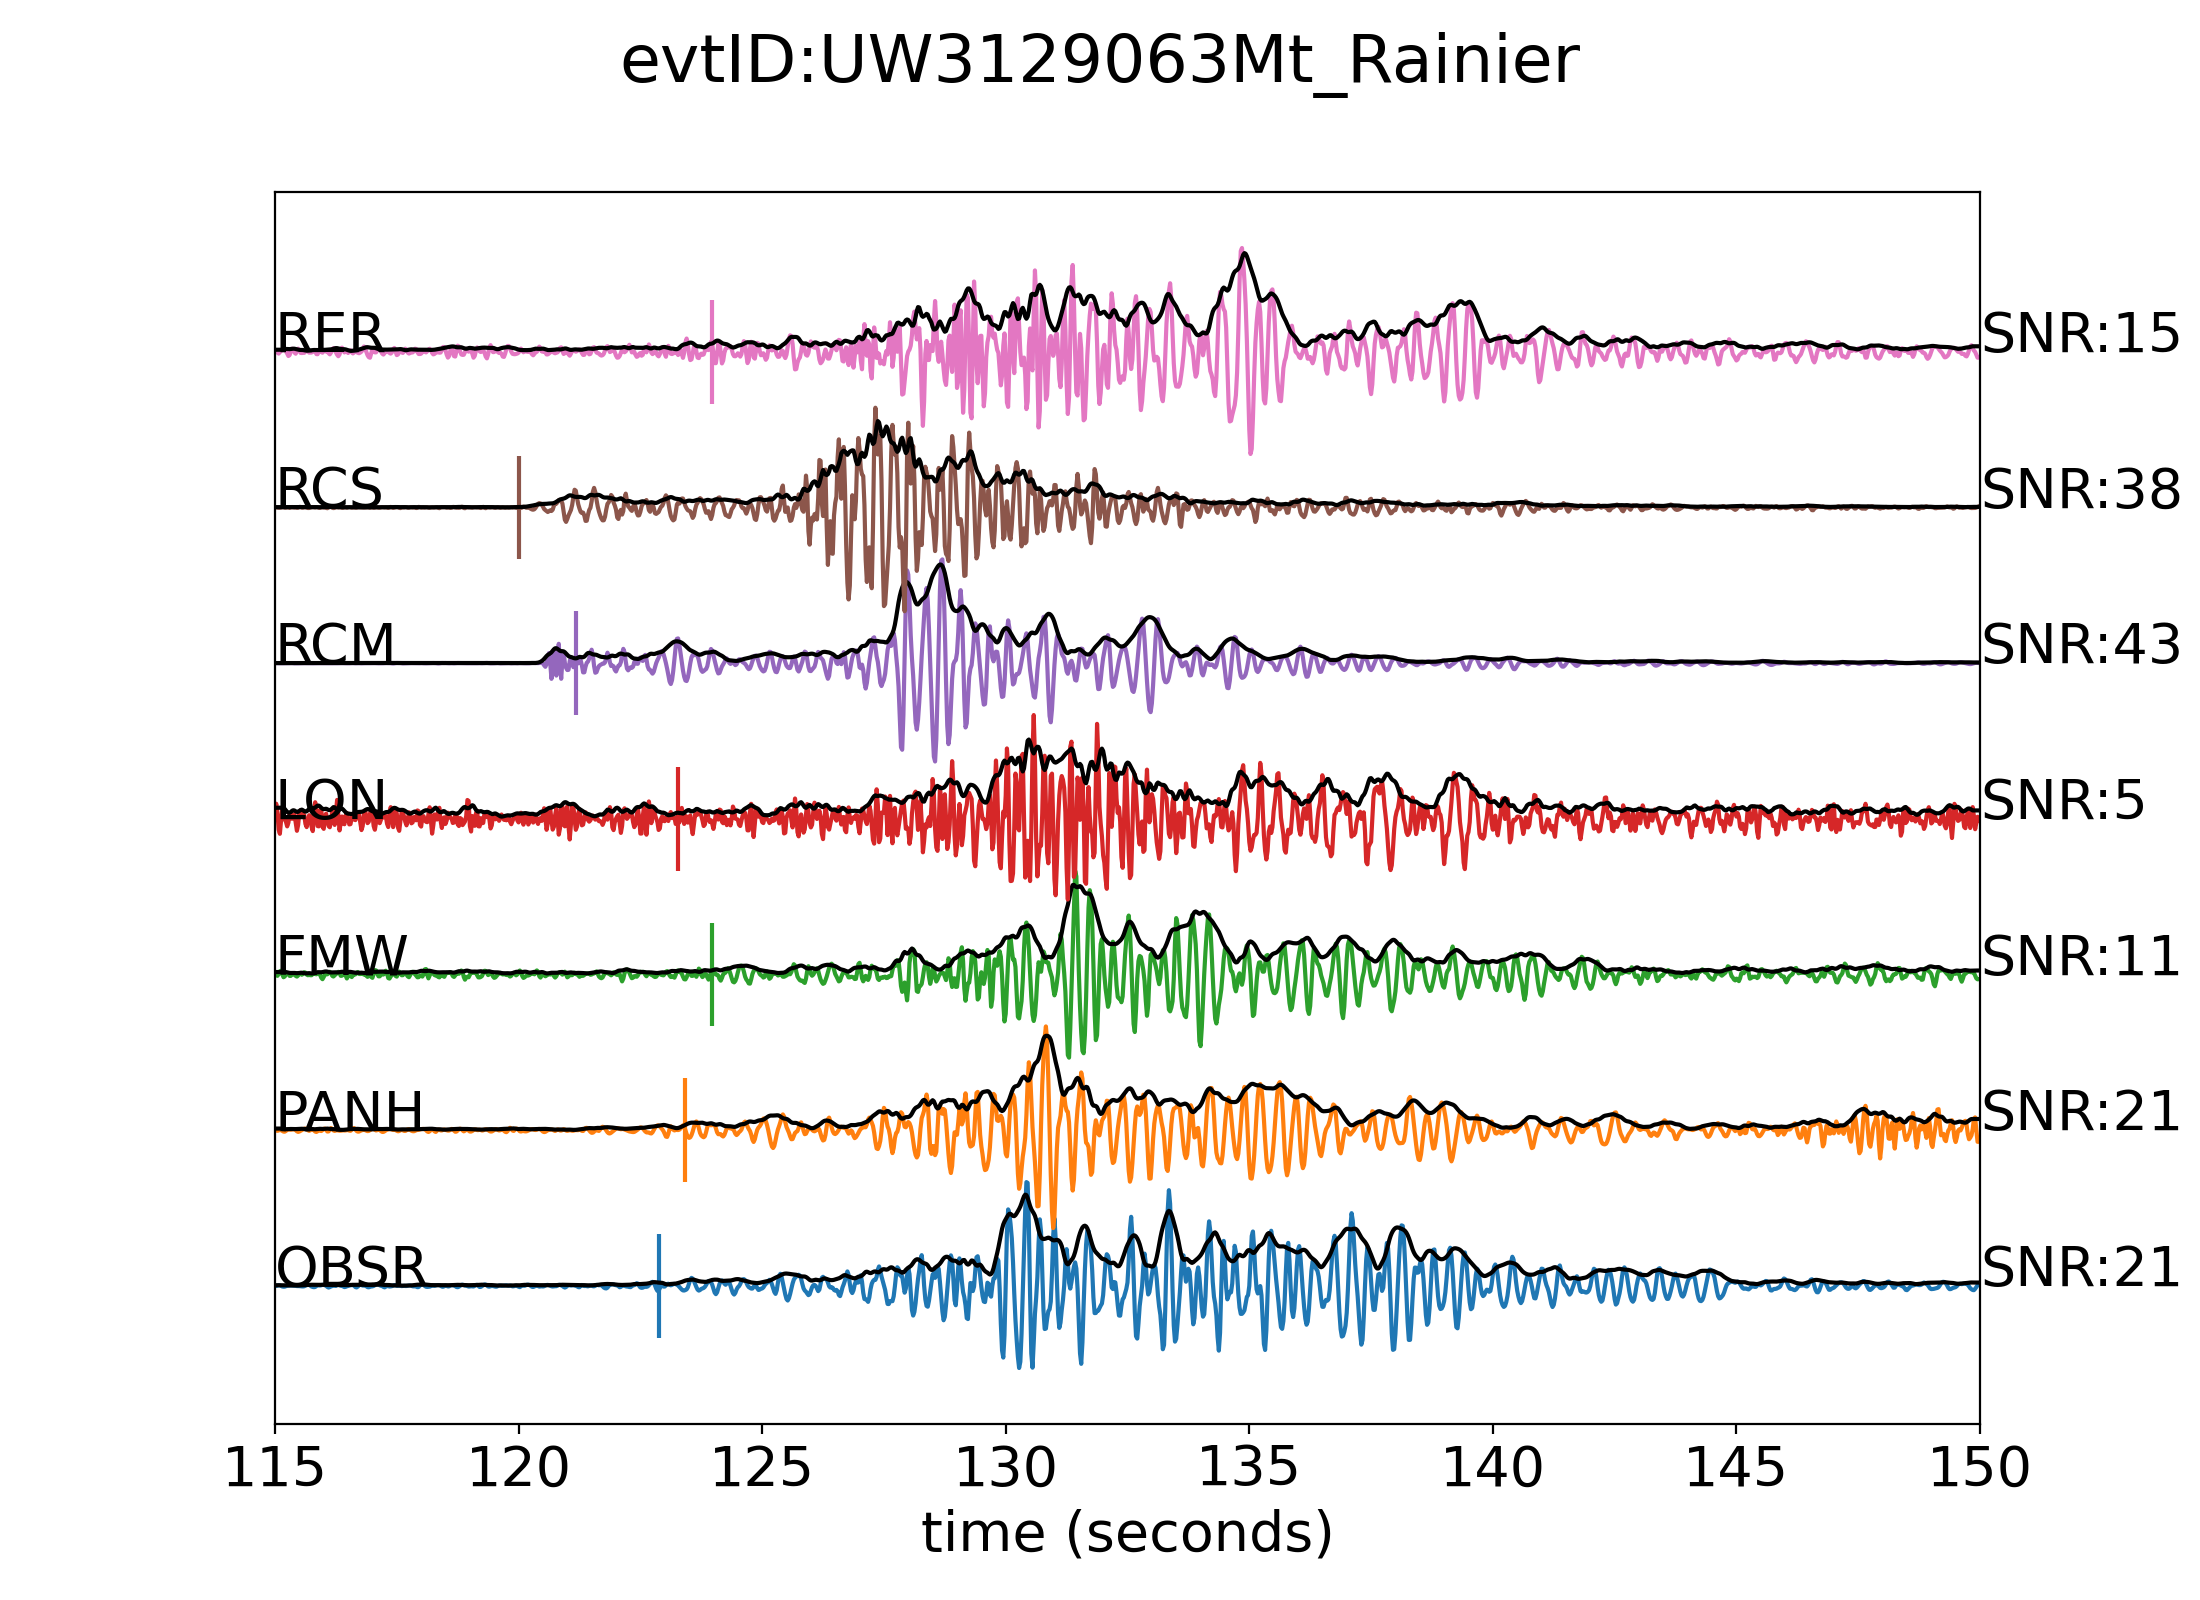 evtID:UW3129063Mt_Rainier
RER SNR:15
RCS SNR:38
RCM SNR:43
LON SNR:5
FMW SNR:11
PANH SNR:21
OBSR SNR:21
115 120 125 130 135 140 145 150
time (seconds)